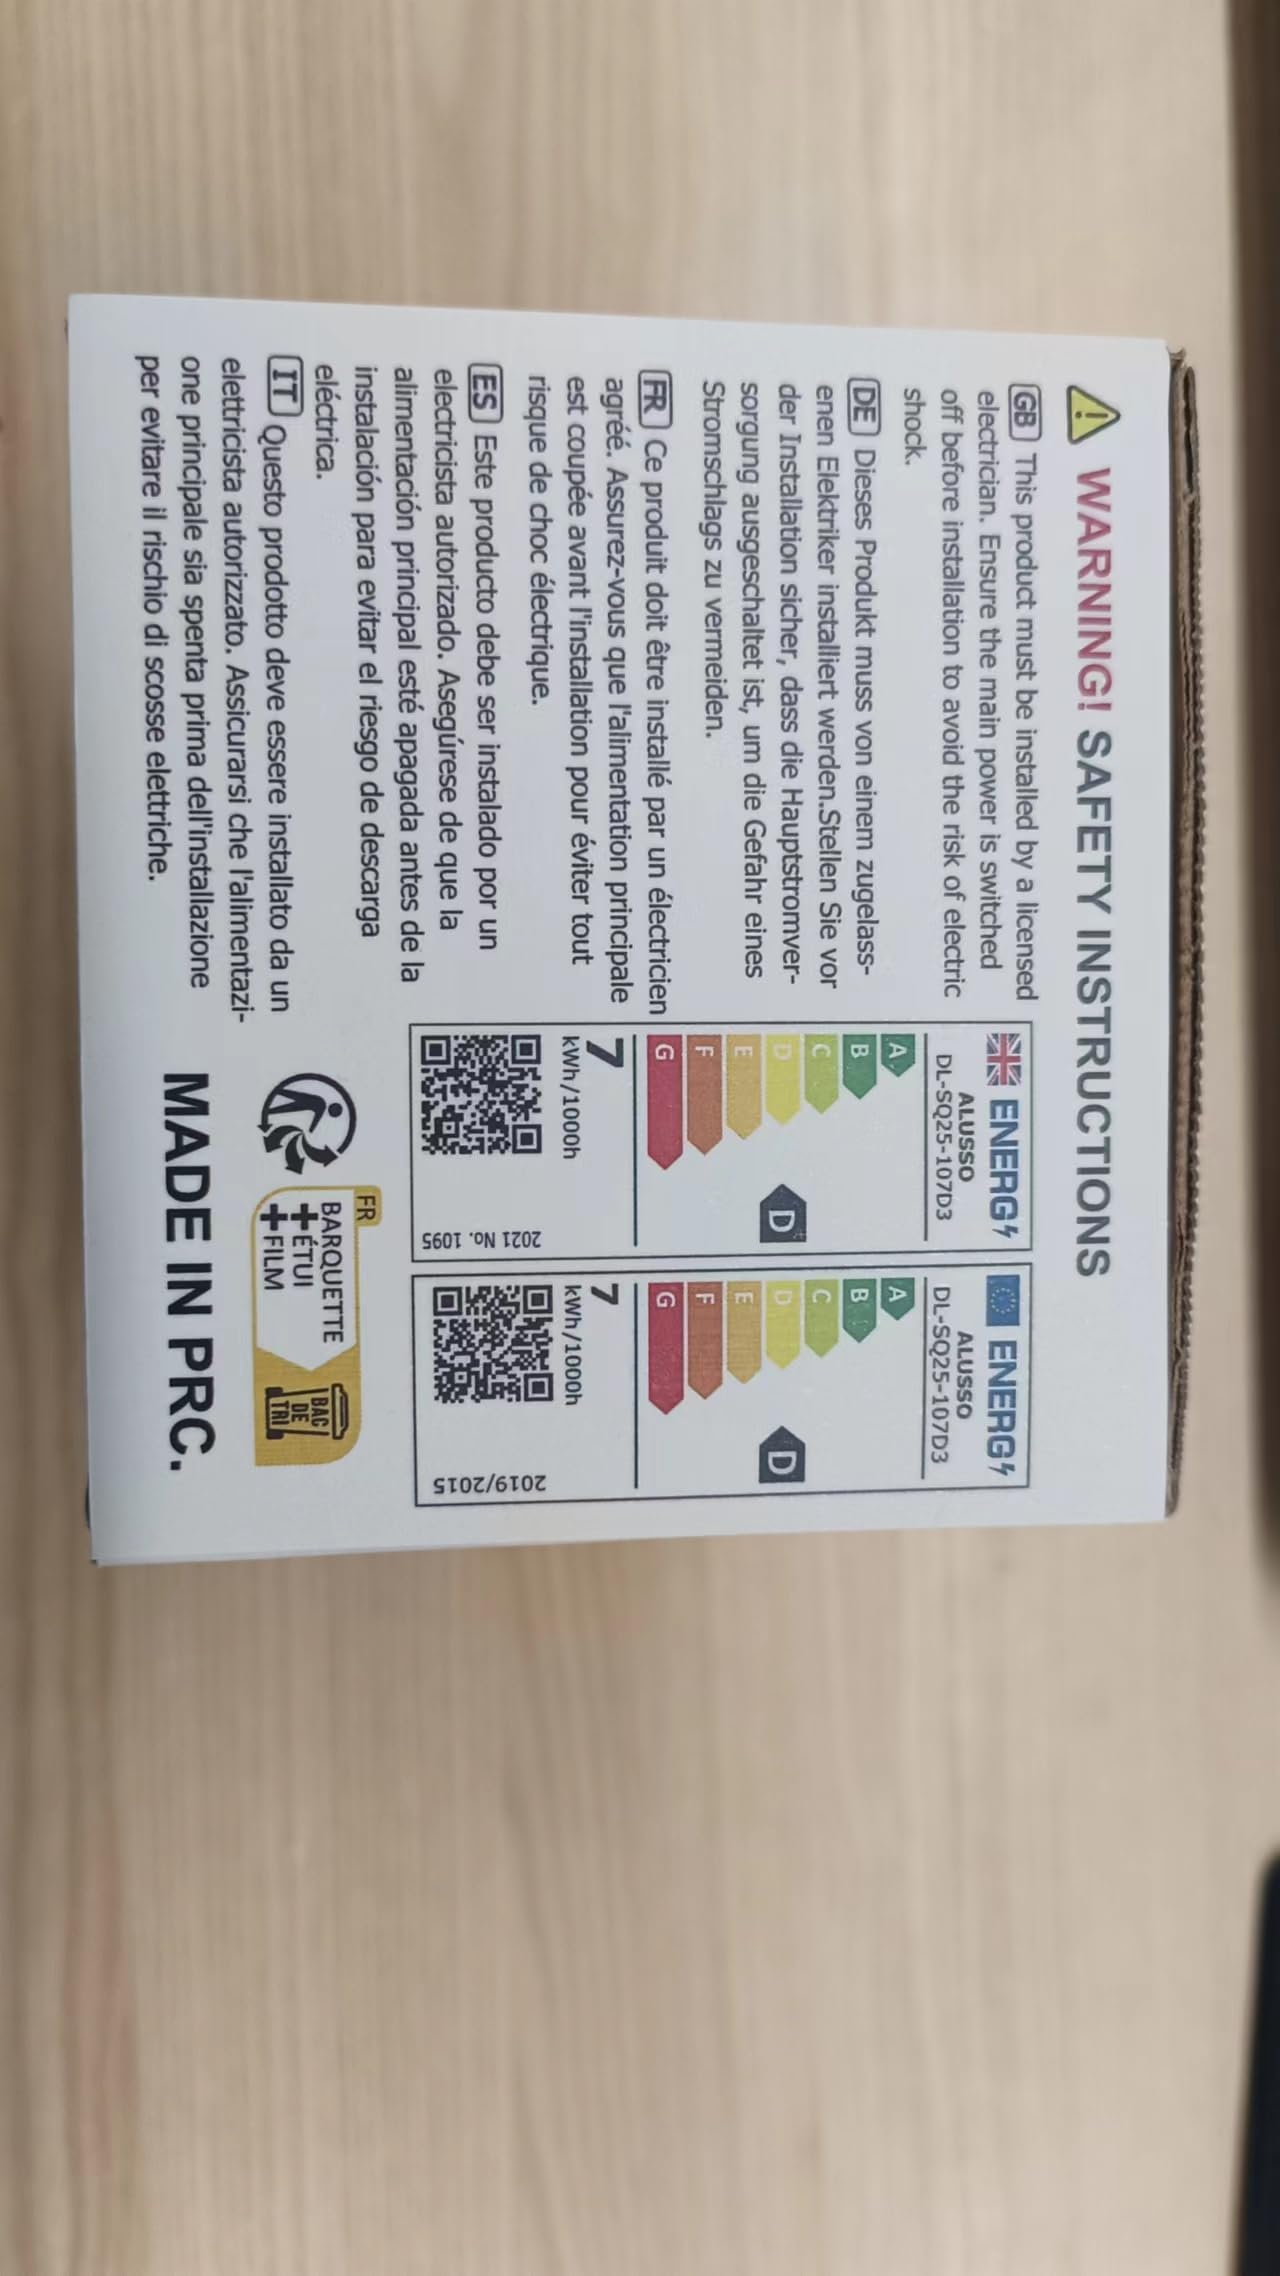 WARNING! SAFETY INSTRUCTIONS
GB This product must be installed by a licensed
electrician. Ensure the main power is switched
off before installation to avoid the risk of electric
shock.
DE Dieses Produkt muss von einem zugelass-
enen Elektriker installiert werden.Stellen Sie vor
der Installation sicher, dass die Hauptstromver-
sorgung ausgeschaltet ist, um die Gefahr eines
Stromschlags zu vermeiden.
FR Ce produit doit être installé par un électricien
agréé. Assurez-vous que l'alimentation principale
est coupée avant l'installation pour éviter tout
risque de choc électrique.
ES Este producto debe ser instalado por un
electricista autorizado. Asegúrese de que la
alimentación principal esté apagada antes de la
instalación para evitar el riesgo de descarga
eléctrica.
IT Questo prodotto deve essere installato da un
elettricista autorizzato. Assicurarsi che l'alimentazi-
one principale sia spenta prima dell'installazione
per evitare il rischio di scosse elettriche.
ENERG
ALUSSO
DL-SQ25-107D3
A
B
C
D
D
E
F
G
7
kWh/1000h
2021 No. 1095
ENERG
ALUSSO
DL-SQ25-107D3
A
B
C
D
D
E
F
G
7
kWh/1000h
2019/2015
FR
BARQUETTE
+ÉTUI
+FILM
BAC
DE
TRI
MADE IN PRC.